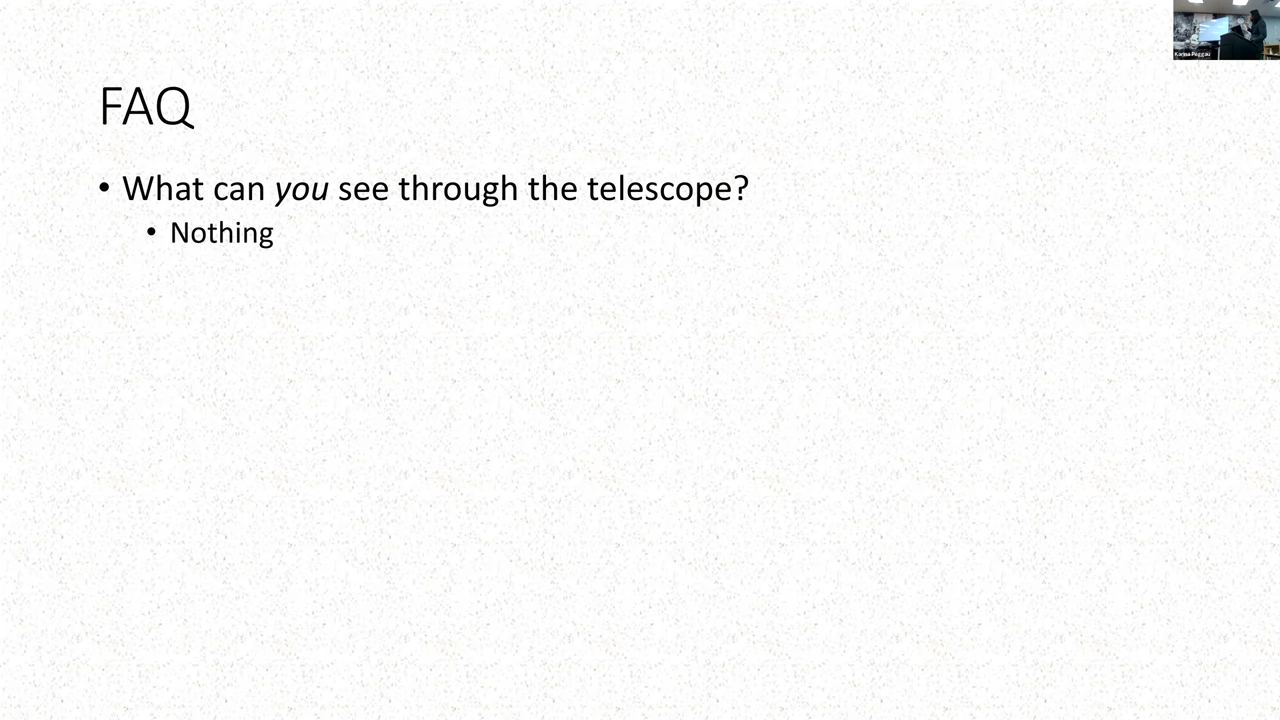 FAQ
• What can you see through the telescope?
• Nothing